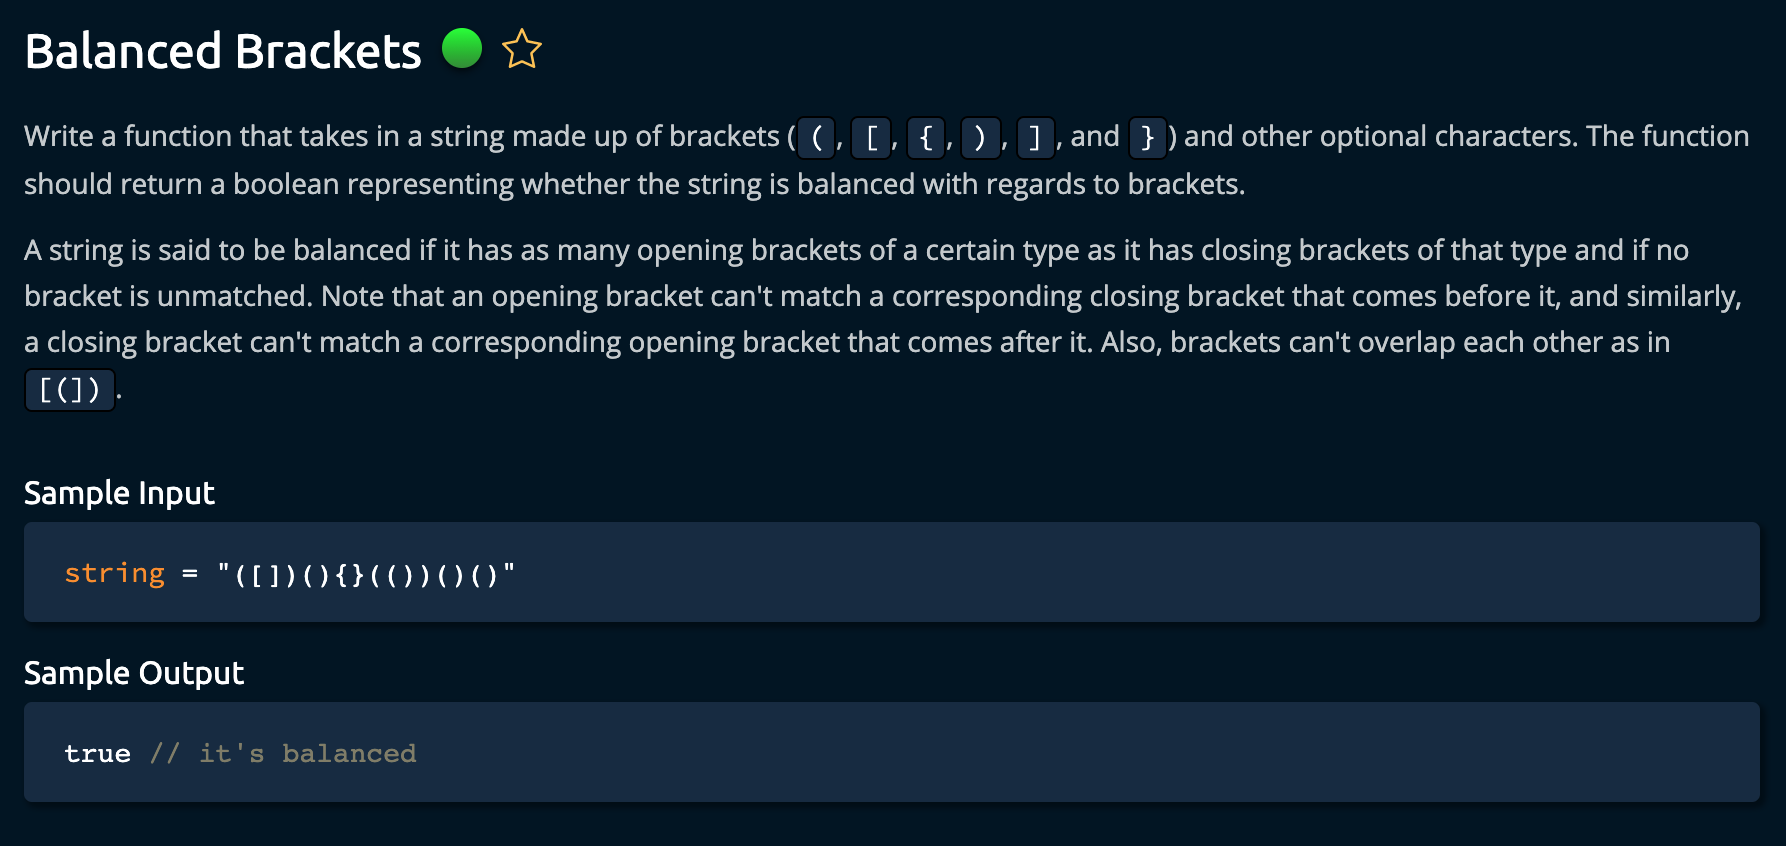 Balanced Brackets
Write a function that takes in a string made up of brackets ( ( , [ , { , ) , ] , and } ) and other optional characters. The function
should return a boolean representing whether the string is balanced with regards to brackets.
A string is said to be balanced if it has as many opening brackets of a certain type as it has closing brackets of that type and if no
bracket is unmatched. Note that an opening bracket can't match a corresponding closing bracket that comes before it, and similarly,
a closing bracket can't match a corresponding opening bracket that comes after it. Also, brackets can't overlap each other as in
[(]) .
Sample Input
string = "([])(){}(())()()"
Sample Output
true // it's balanced